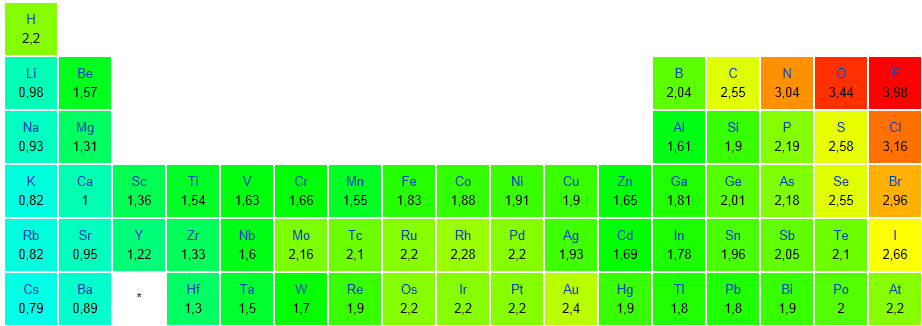 H
2,2
Li Be B C N O F
0,98 1,57 2,04 2,55 3,04 3,44 3,98
Na Mg Al Si P S Cl
0,93 1,31 1,61 1,9 2,19 2,58 3,16
K Ca Sc Ti V Cr Mn Fe Co Ni Cu Zn Ga Ge As Se Br
0,82 1 1,36 1,54 1,63 1,66 1,55 1,83 1,88 1,91 1,9 1,65 1,81 2,01 2,18 2,55 2,96
Rb Sr Y Zr Nb Mo Tc Ru Rh Pd Ag Cd In Sn Sb Te I
0,82 0,95 1,22 1,33 1,6 2,16 2,1 2,2 2,28 2,2 1,93 1,69 1,78 1,96 2,05 2,1 2,66
Cs Ba * Hf Ta W Re Os Ir Pt Au Hg Tl Pb Bi Po At
0,79 0,89 1,3 1,5 1,7 1,9 2,2 2,2 2,2 2,4 1,9 1,8 1,8 1,9 2 2,2